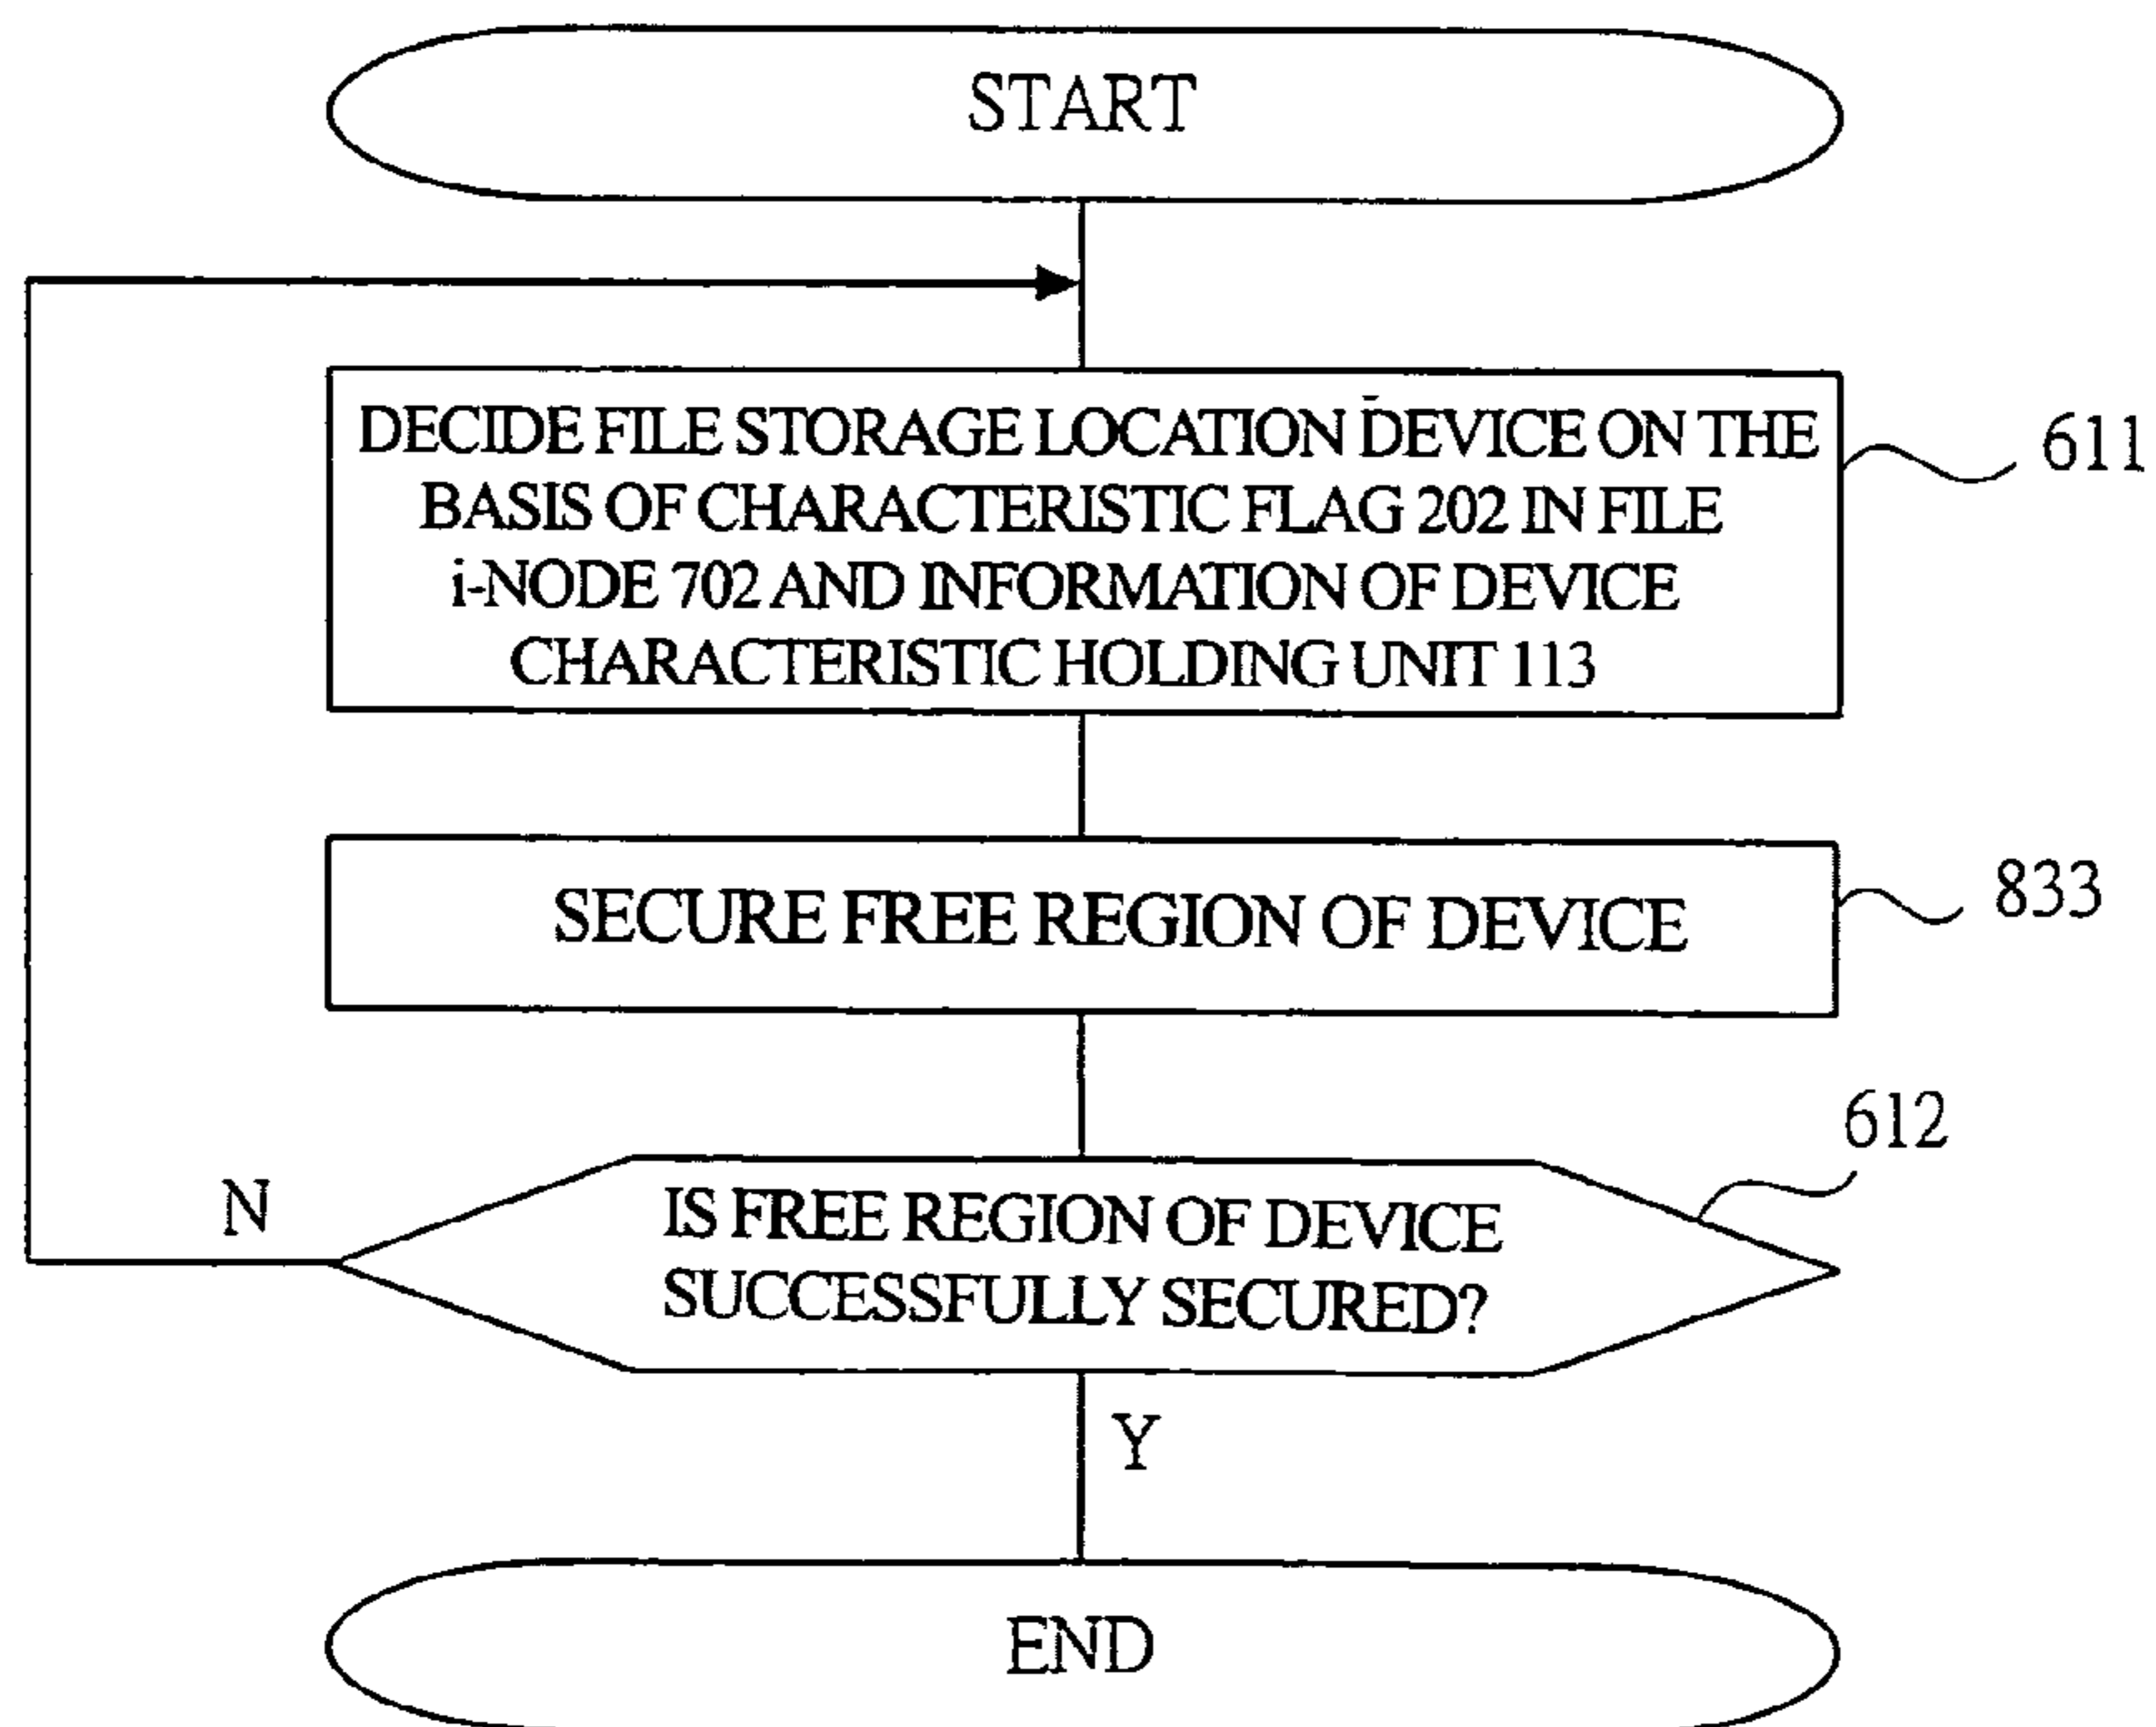 START
DECIDE FILE STORAGE LOCATION DEVICE ON THE
BASIS OF CHARACTERISTIC FLAG 202 IN FILE
i-NODE 702 AND INFORMATION OF DEVICE
CHARACTERISTIC HOLDING UNIT 113
611
SECURE FREE REGION OF DEVICE
833
612
N
IS FREE REGION OF DEVICE
SUCCESSFULLY SECURED?
Y
END